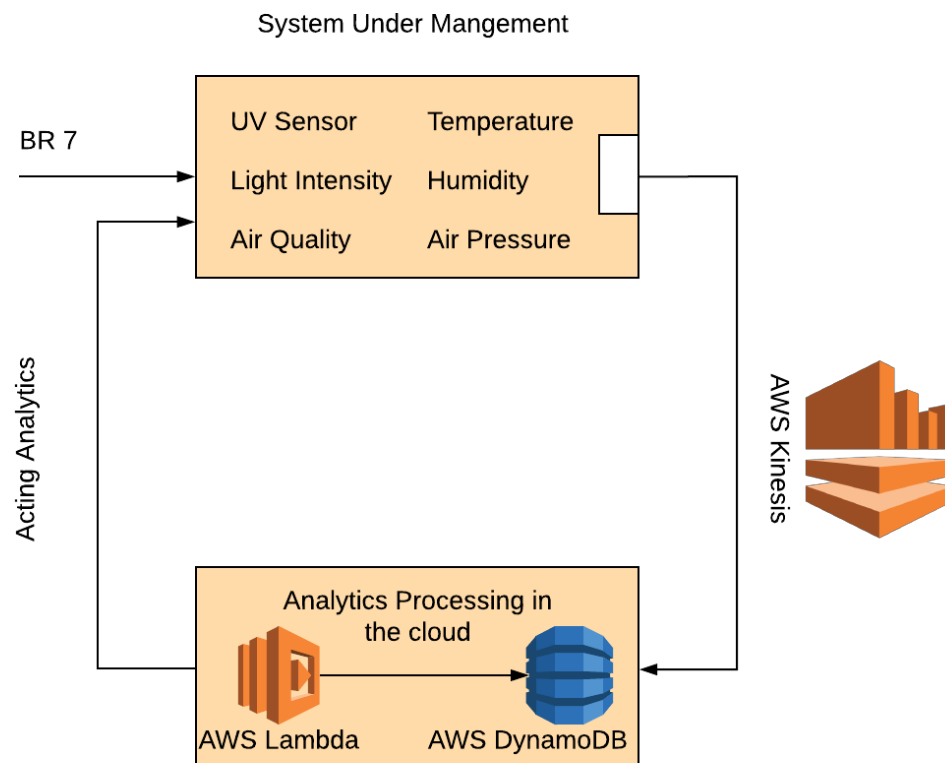 System Under Mangement
BR 7
UV Sensor
Temperature
Light Intensity
Humidity
Air Quality
Air Pressure
Acting Analytics
AWS Kinesis
Analytics Processing in
the cloud
AWS Lambda
AWS DynamoDB